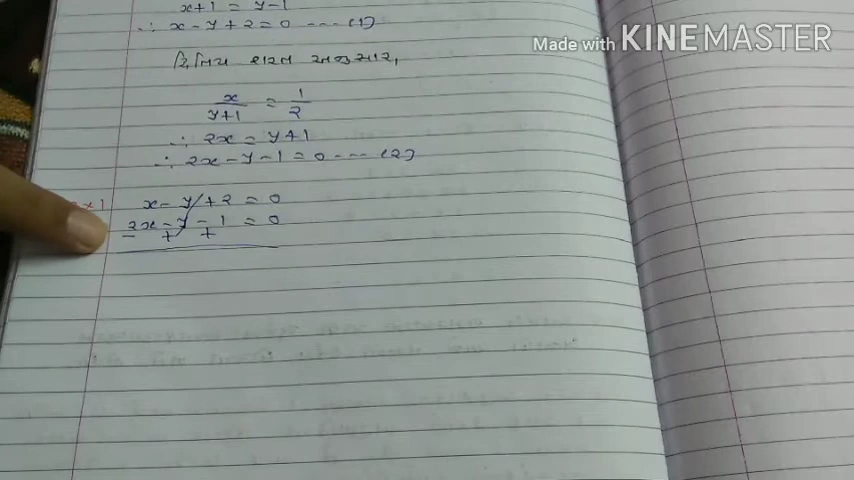 x+1 = y-1
∴ x-y+2=0 ---- (1)
Made with KINEMASTER
દ્વિતિય શરત અનુસાર,
x/y+1 = 1/2
∴ 2x = y+1
∴ 2x-y-1=0 ---- (2)
x1
x-y+2 = 0
2x-y-1 = 0
- + +